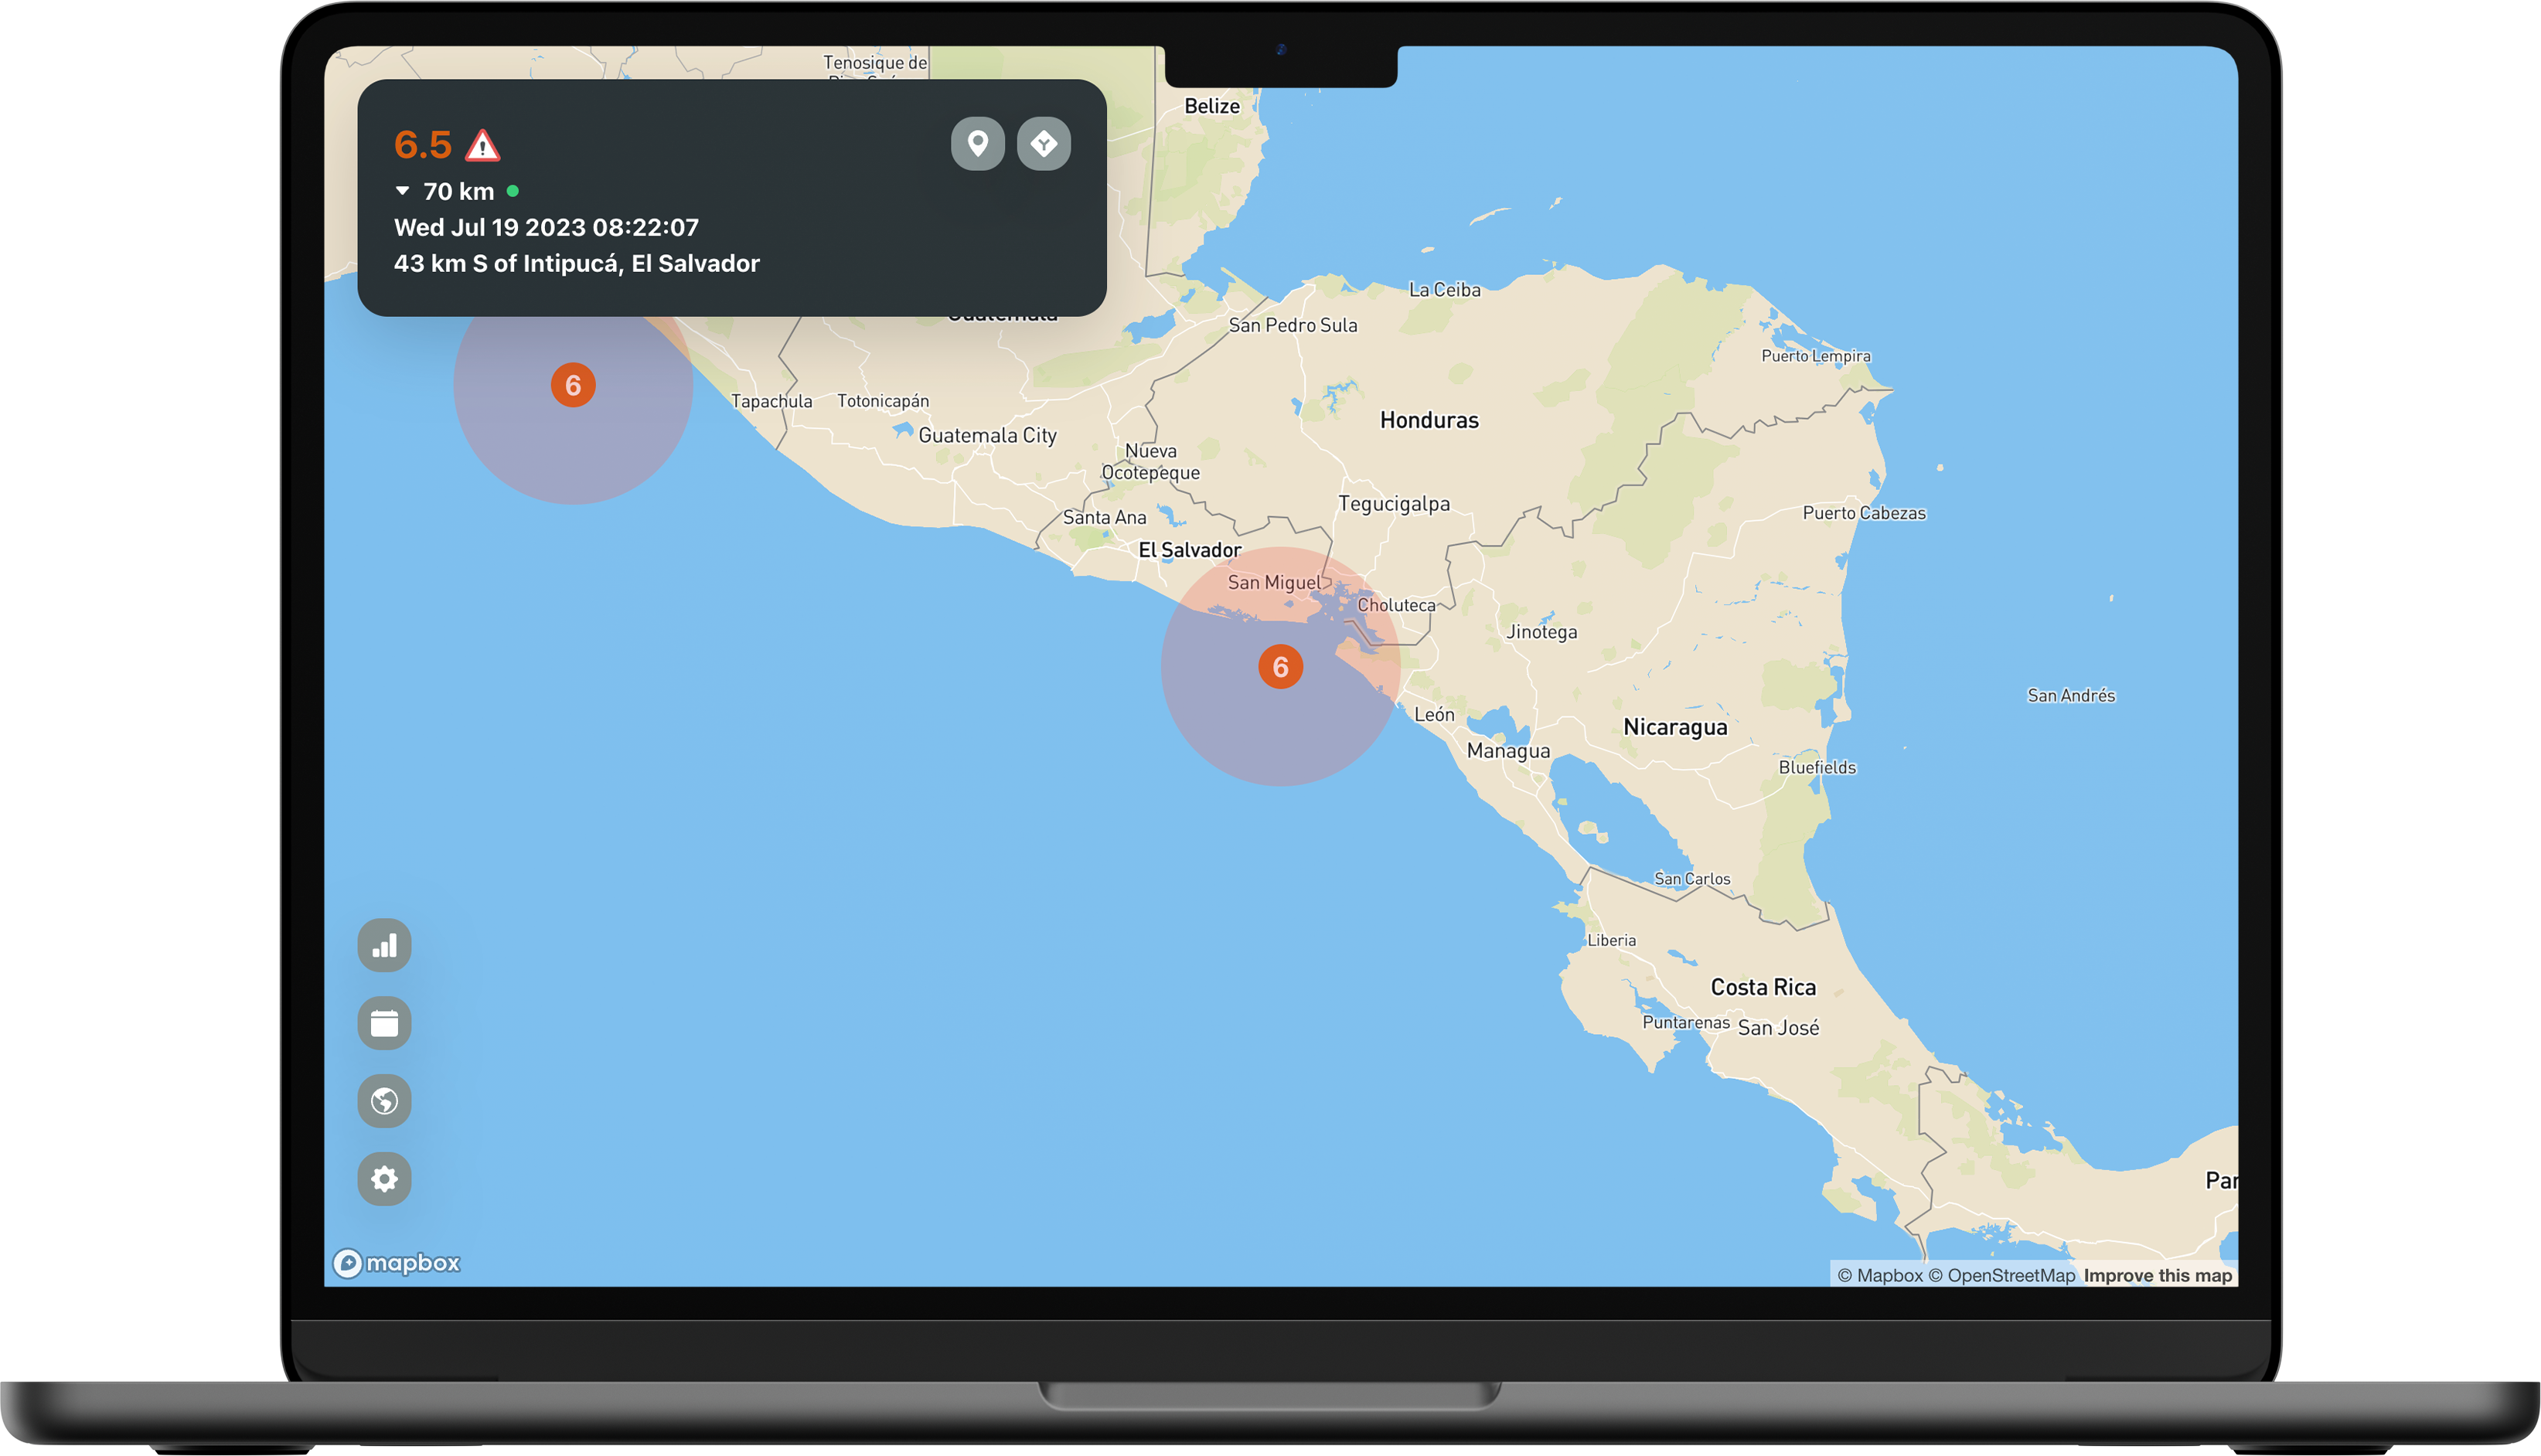 Tenosique de
Belize
6.5
70 km
Wed Jul 19 2023 08:22:07
43 km S of Intipucá, El Salvador
La Ceiba
Guatemala
San Pedro Sula
Puerto Lempira
6
Tapachula
Totonicapán
Honduras
Guatemala City
Nueva
Ocotepeque
Tegucigalpa
Puerto Cabezas
Santa Ana
El Salvador
San Miguel
Choluteca
Jinotega
6
San Andrés
León
Nicaragua
Managua
Bluefields
San Carlos
Liberia
Costa Rica
Puntarenas
San José
Par
mapbox
© Mapbox © OpenStreetMap Improve this map